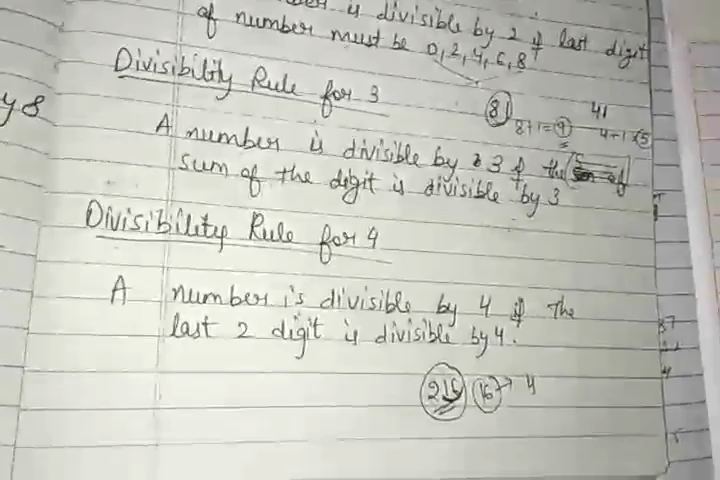 is divisible by 2 if last digit
of number must be 0, 2, 4, 6, 8
Divisibility Rule for 3
81
8+1=9
41
4+1=5
y 8
A number is divisible by 3 if the
sum of the digit is divisible by 3
Divisibility Rule for 4
A number is divisible by 4 if the
last 2 digit is divisible by 4.
216 16 → 4